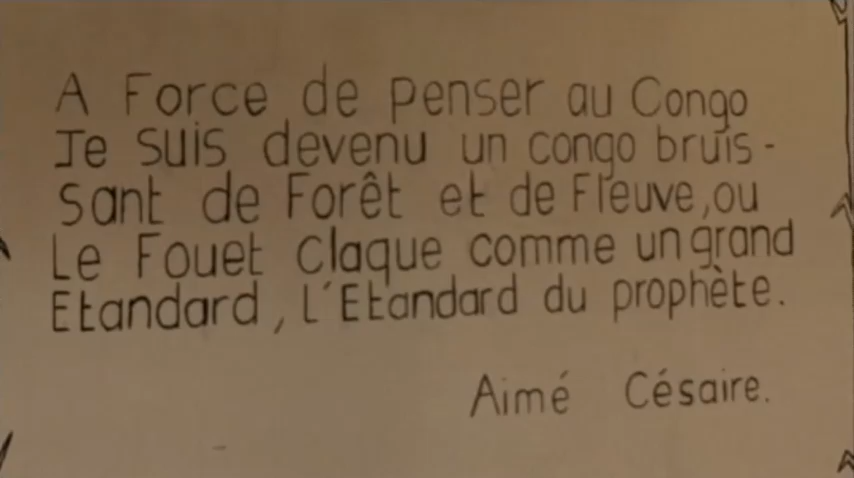 A Force de penser au Congo
Je suis devenu un congo bruis-
sant de Forêt et de Fleuve, ou
Le Fouet Claque comme un grand
Etandard, L'Etandard du prophète.
Aimé Césaire.